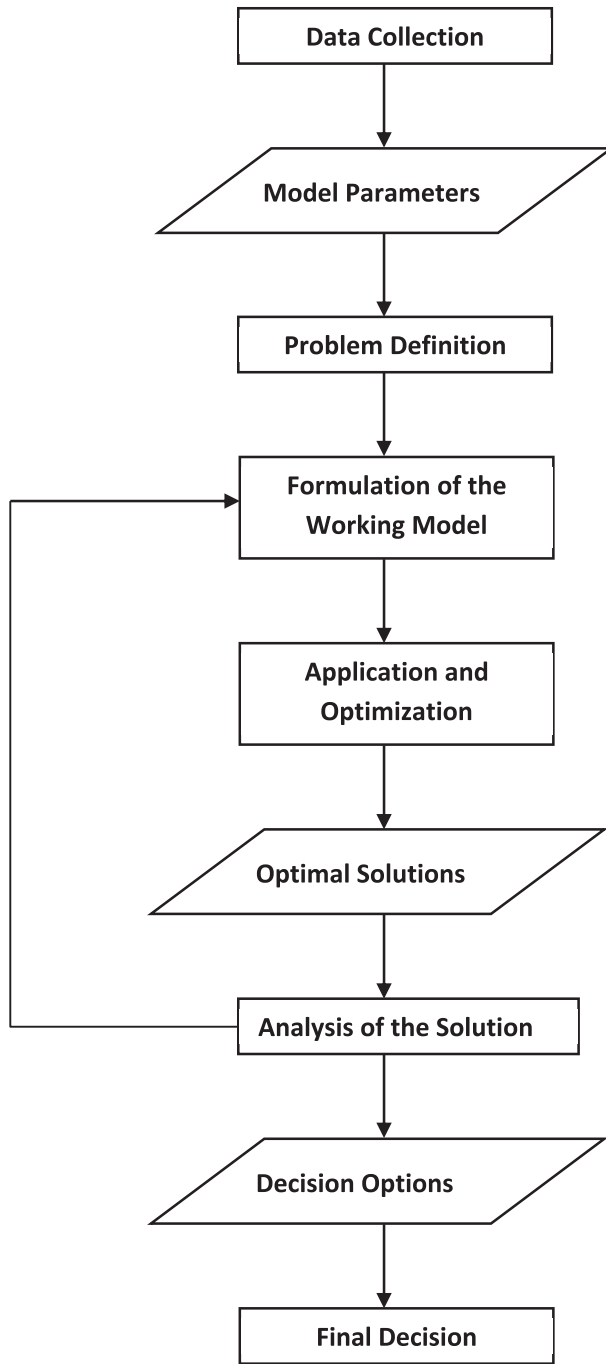 Data Collection
Model Parameters
Problem Definition
Formulation of the
Working Model
Application and
Optimization
Optimal Solutions
Analysis of the Solution
Decision Options
Final Decision